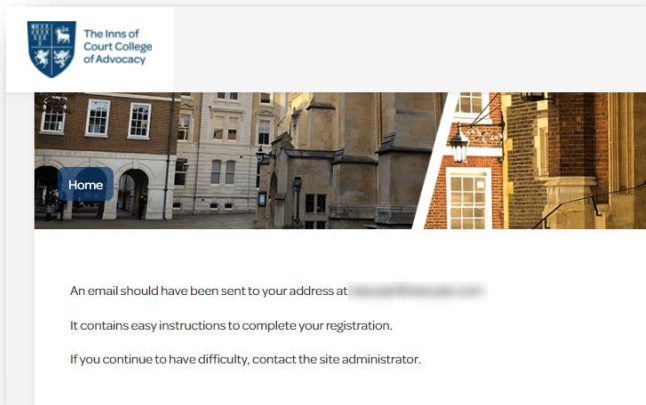 The Inns of
Court College
of Advocacy
Home
An email should have been sent to your address at
It contains easy instructions to complete your registration.
If you continue to have difficulty, contact the site administrator.